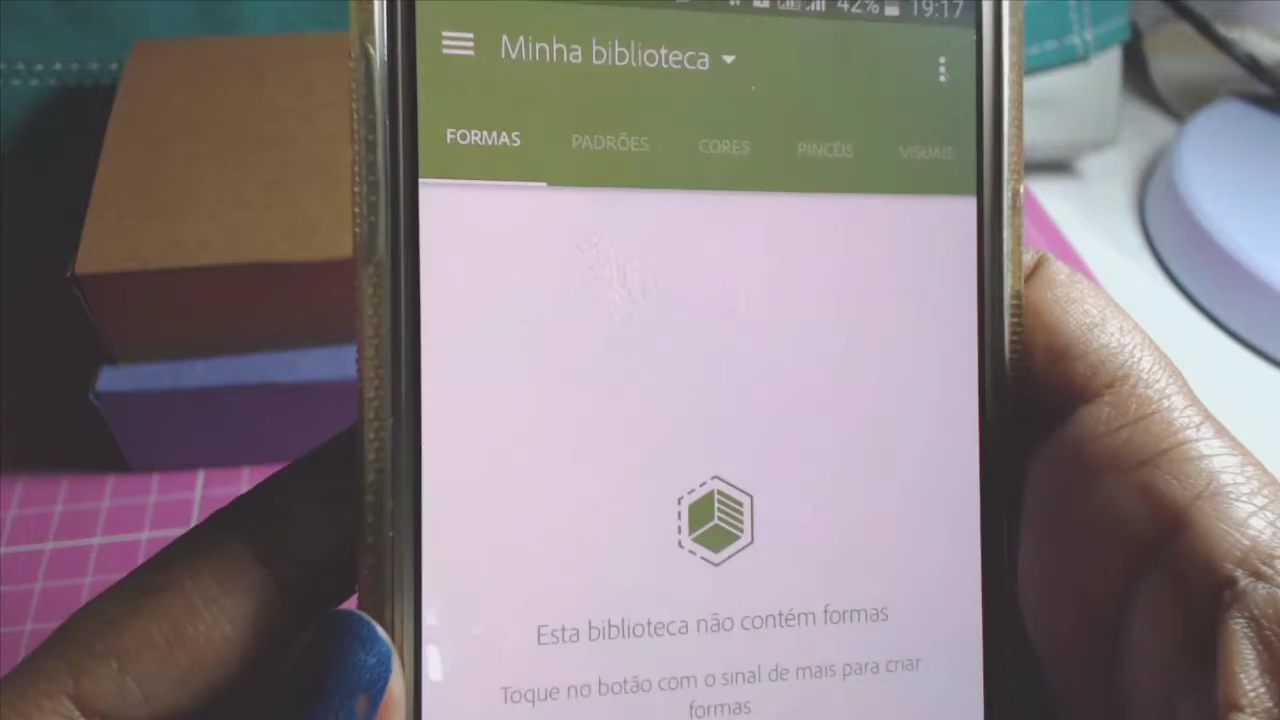 42% 19:17
Minha biblioteca
FORMAS PADRÕES CORES PINCÉIS VISUAIS
Esta biblioteca não contém formas
Toque no botão com o sinal de mais para criar
formas